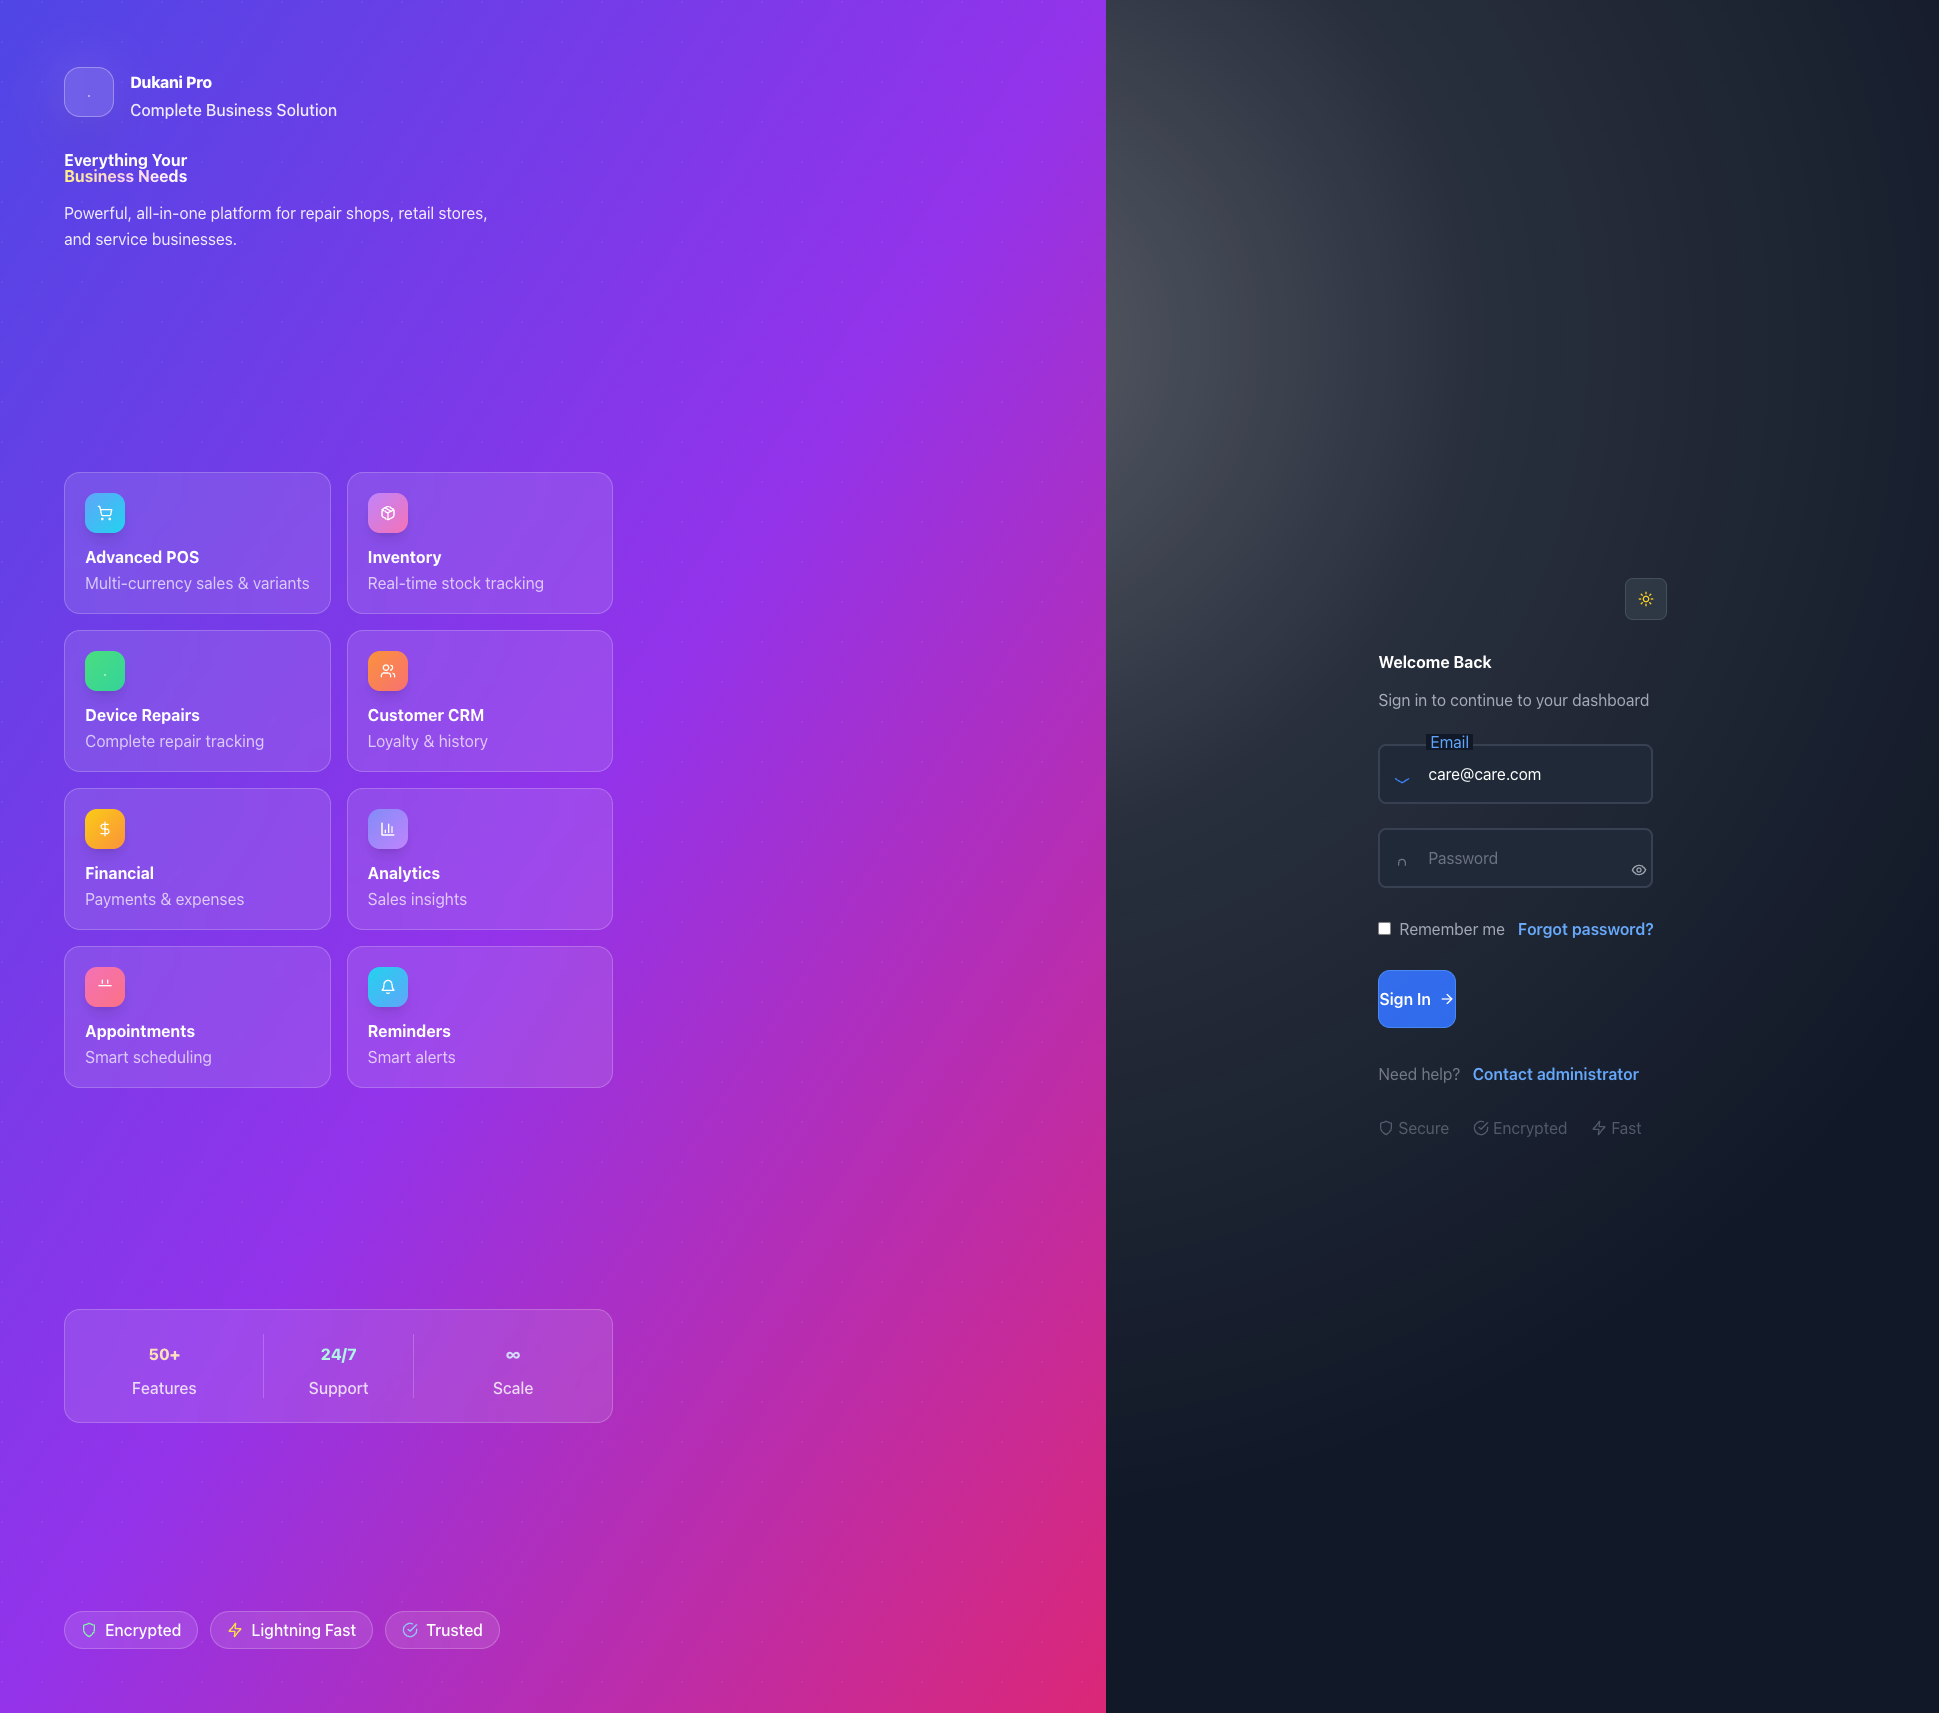 Dukani Pro
Complete Business Solution
Everything Your
Business Needs
Powerful, all-in-one platform for repair shops, retail stores,
and service businesses.
Advanced POS
Multi-currency sales & variants
Inventory
Real-time stock tracking
Device Repairs
Complete repair tracking
Customer CRM
Loyalty & history
Financial
Payments & expenses
Analytics
Sales insights
Appointments
Smart scheduling
Reminders
Smart alerts
50+
Features
24/7
Support
∞
Scale
Encrypted
Lightning Fast
Trusted
Welcome Back
Sign in to continue to your dashboard
Email
care@care.com
Password
Remember me Forgot password?
Sign In
Need help? Contact administrator
Secure Encrypted Fast